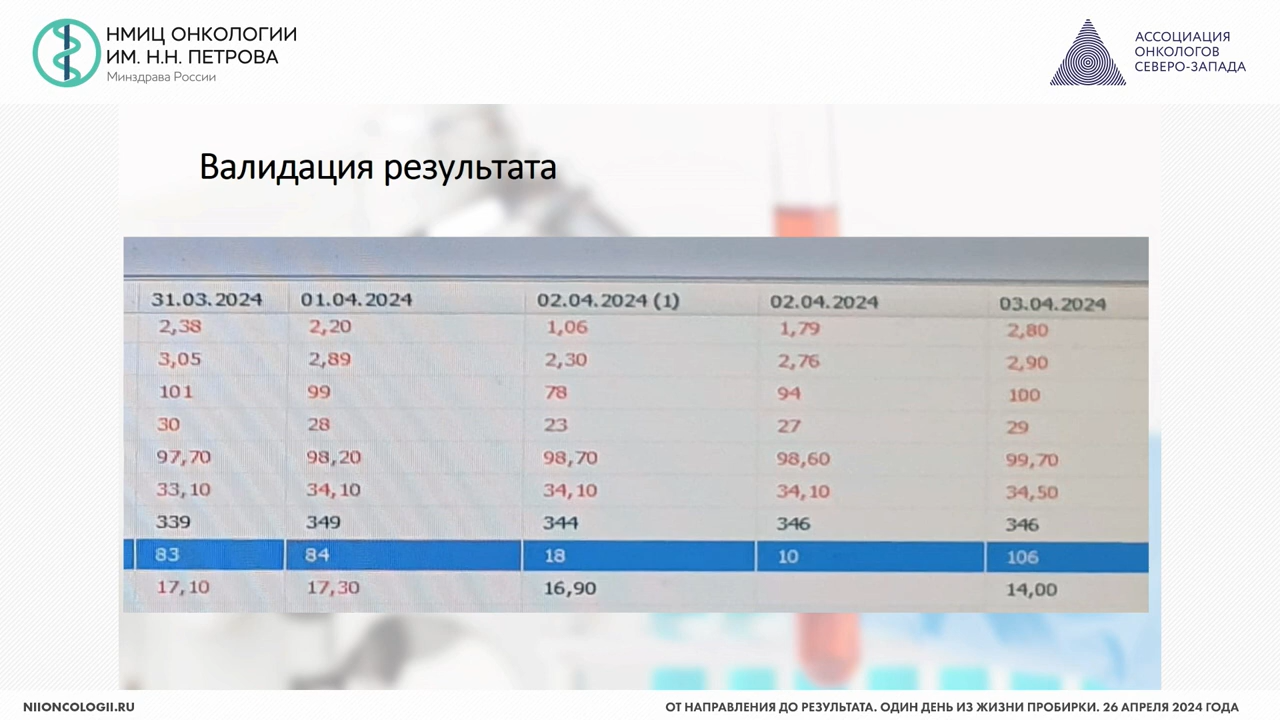 НМИЦ ОНКОЛОГИИ
ИМ. Н.Н. ПЕТРОВА
Минздрава России
АССОЦИАЦИЯ
ОНКОЛОГОВ
СЕВЕРО-ЗАПАДА
Валидация результата
31.03.2024 01.04.2024 02.04.2024 (1) 02.04.2024 03.04.2024
2,38 2,20 1,06 1,79 2,80
3,05 2,89 2,30 2,76 2,90
101 99 78 94 100
30 28 23 27 29
97,70 98,20 98,70 98,60 99,70
33,10 34,10 34,10 34,10 34,50
339 349 344 346 346
83 84 18 10 106
17,10 17,30 16,90 14,00
NIIONCOLOGII.RU
ОТ НАПРАВЛЕНИЯ ДО РЕЗУЛЬТАТА. ОДИН ДЕНЬ ИЗ ЖИЗНИ ПРОБИРКИ. 26 АПРЕЛЯ 2024 ГОДА